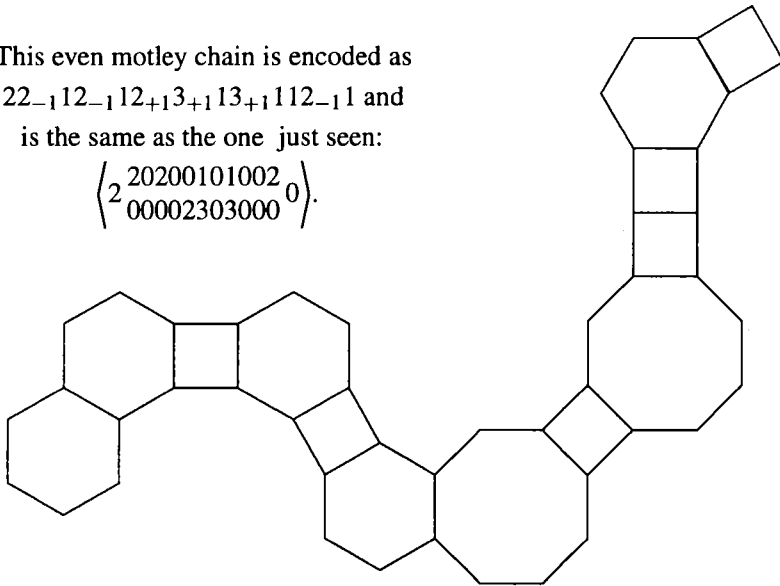 This even motley chain is encoded as
22₋₁12₋₁12₊₁3₊₁13₊₁112₋₁1 and
is the same as the one just seen:
⟨2 20200101002 0⟩.
00002303000